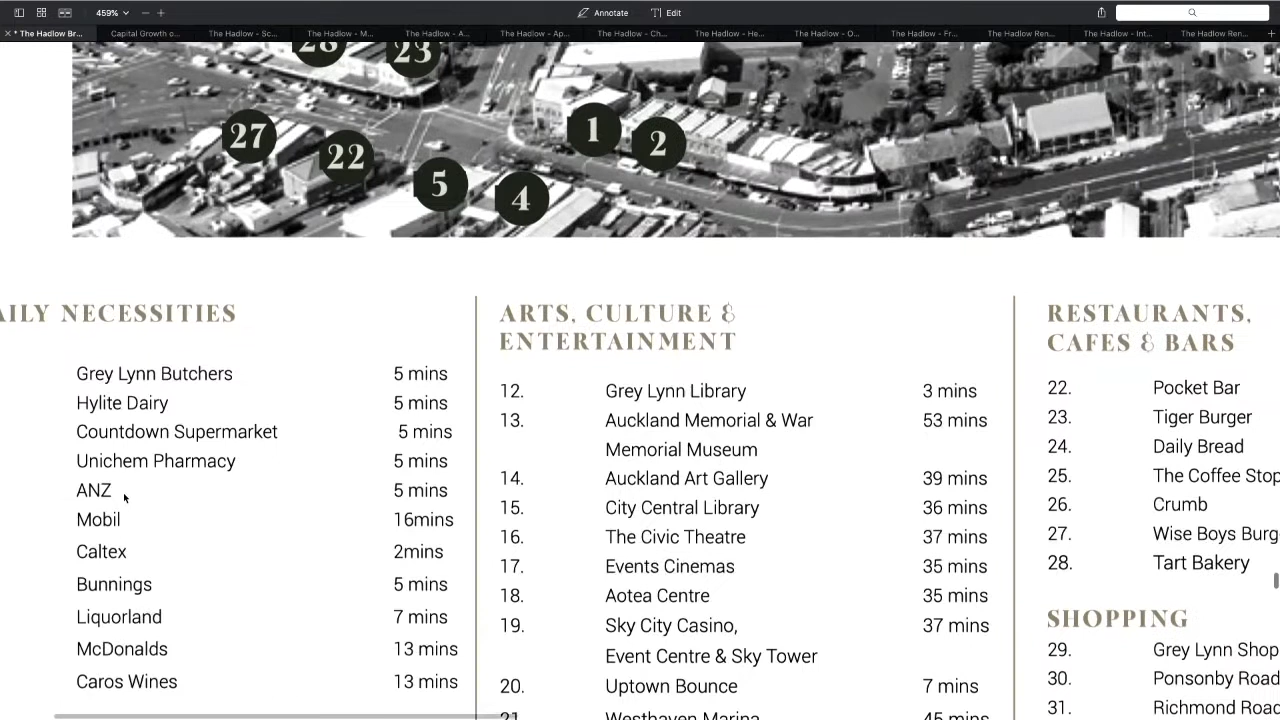 459%
Annotate
Edit
* The Hadlow Br...
Capital Growth o...
The Hadlow - Sc...
The Hadlow - M...
The Hadlow - A...
The Hadlow - Ap...
The Hadlow - Ch...
The Hadlow - He...
The Hadlow - O...
The Hadlow - Fr...
The Hadlow Ren...
The Hadlow - Int...
The Hadlow Ren...
28
23
27
22
5
4
1
2
AILY NECESSITIES
Grey Lynn Butchers 5 mins
Hylite Dairy 5 mins
Countdown Supermarket 5 mins
Unichem Pharmacy 5 mins
ANZ 5 mins
Mobil 16mins
Caltex 2mins
Bunnings 5 mins
Liquorland 7 mins
McDonalds 13 mins
Caros Wines 13 mins
ARTS, CULTURE &
ENTERTAINMENT
12. Grey Lynn Library 3 mins
13. Auckland Memorial & War 53 mins
Memorial Museum
14. Auckland Art Gallery 39 mins
15. City Central Library 36 mins
16. The Civic Theatre 37 mins
17. Events Cinemas 35 mins
18. Aotea Centre 35 mins
19. Sky City Casino, 37 mins
Event Centre & Sky Tower
20. Uptown Bounce 7 mins
21. Westhaven Marina 45 mins
RESTAURANTS,
CAFES & BARS
22. Pocket Bar
23. Tiger Burger
24. Daily Bread
25. The Coffee Stop
26. Crumb
27. Wise Boys Burg
28. Tart Bakery
SHOPPING
29. Grey Lynn Shop
30. Ponsonby Road
31. Richmond Road